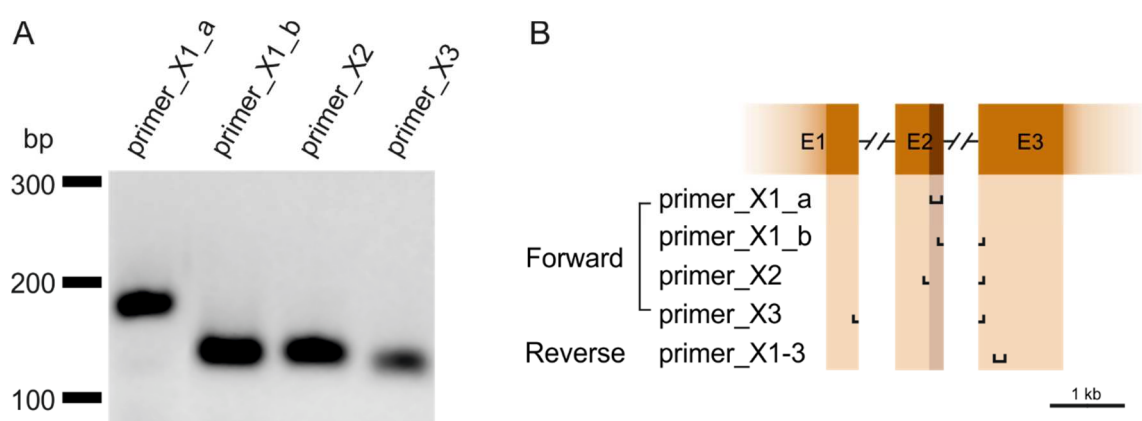 A
primer_X1_a
primer_X1_b
primer_X2
primer_X3
bp
300
200
100
B
E1
E2
E3
primer_X1_a
primer_X1_b
Forward
primer_X2
primer_X3
Reverse primer_X1-3
1 kb